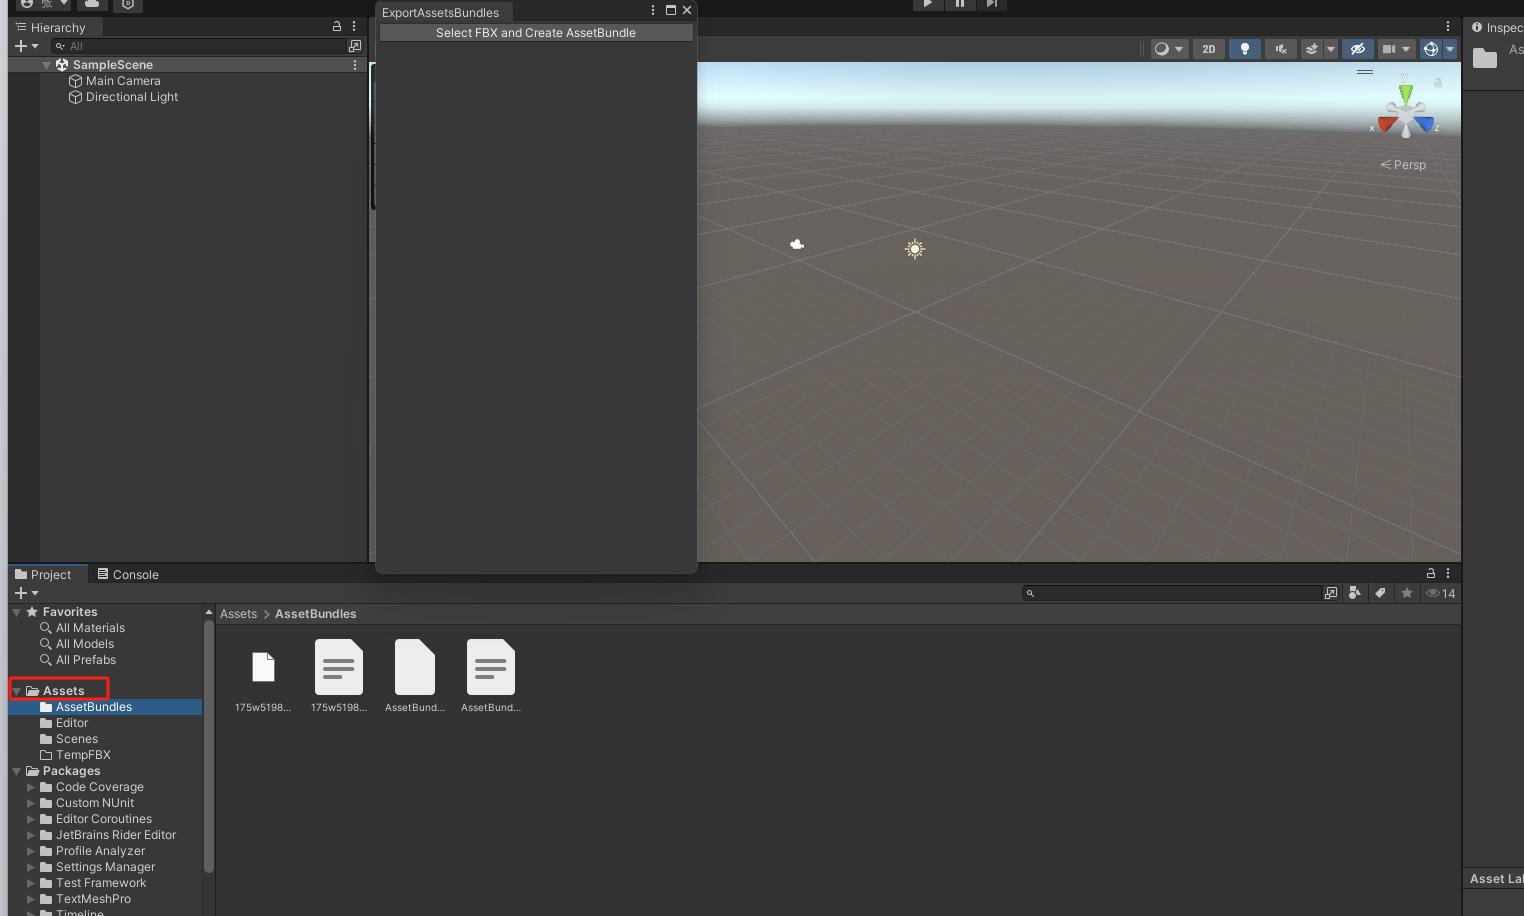 张
ExportAssetsBundles
Select FBX and Create AssetBundle
Hierarchy
All
SampleScene
Main Camera
Directional Light
2D
y
x
z
Persp
Inspec
As
Project
Console
14
Favorites
All Materials
All Models
All Prefabs
Assets
AssetBundles
Editor
Scenes
TempFBX
Packages
Code Coverage
Custom NUnit
Editor Coroutines
JetBrains Rider Editor
Profile Analyzer
Settings Manager
Test Framework
TextMeshPro
Timeline
Assets > AssetBundles
175w5198...
175w5198...
AssetBund...
AssetBund...
Asset Lal